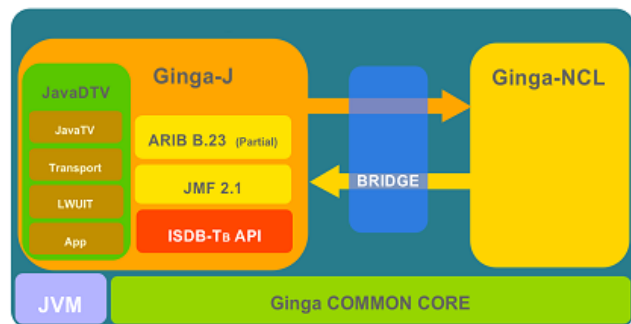 Ginga-J
JavaDTV
JavaTV
Transport
LWUIT
App
ARIB B.23 (Partial)
JMF 2.1
ISDB-TB API
BRIDGE
Ginga-NCL
JVM
Ginga COMMON CORE